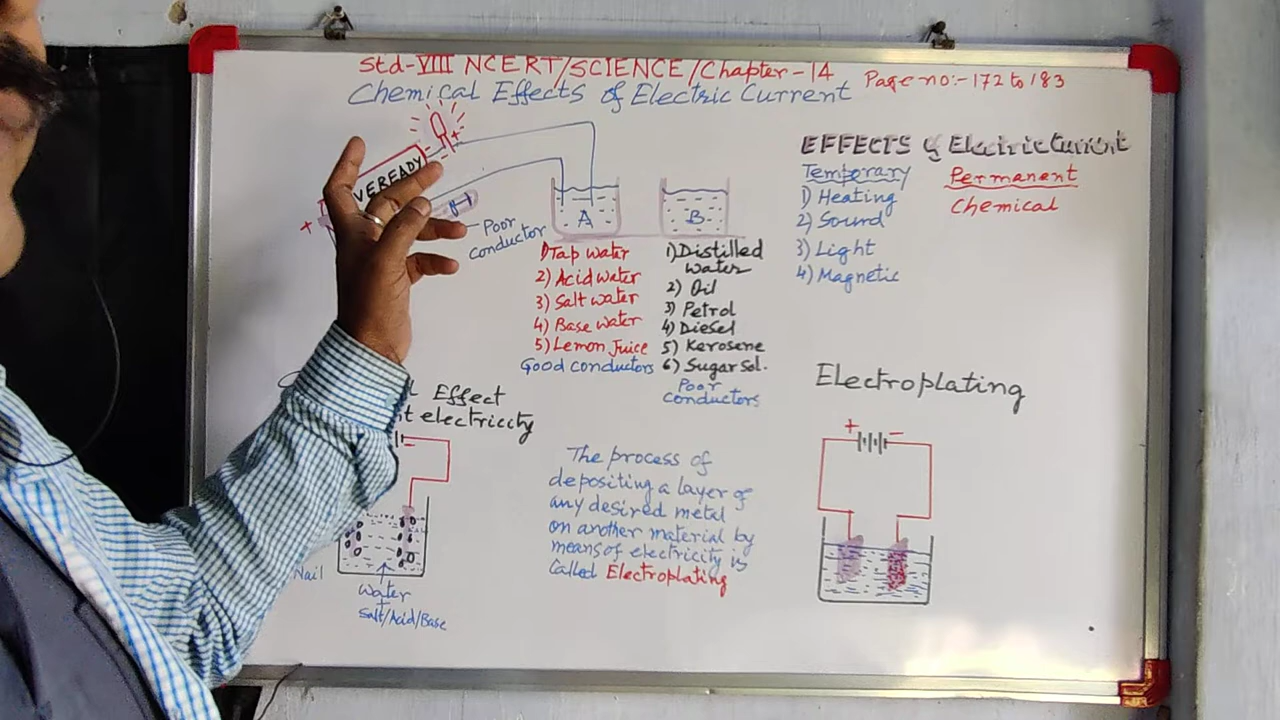 Std-VIII NCERT/SCIENCE/Chapter-14
Page no:- 172 to 183
Chemical Effects of Electric Current
VEREADY
+
+
-
Poor
conductor
A
B
1) Tap water
2) Acid water
3) Salt water
4) Base water
5) Lemon Juice
Good conductors
1) Distilled
water
2) Oil
3) Petrol
4) Diesel
5) Kerosene
6) Sugar Sol.
Poor
conductors
EFFECTS of Electric Current
Temporary
1) Heating
2) Sound
3) Light
4) Magnetic
Permanent
Chemical
Effect
electricity
-
Nail
Water
+
Salt/Acid/Base
The process of
depositing a layer of
any desired metal
on another material by
means of electricity is
Called Electroplating
Electroplating
+ -